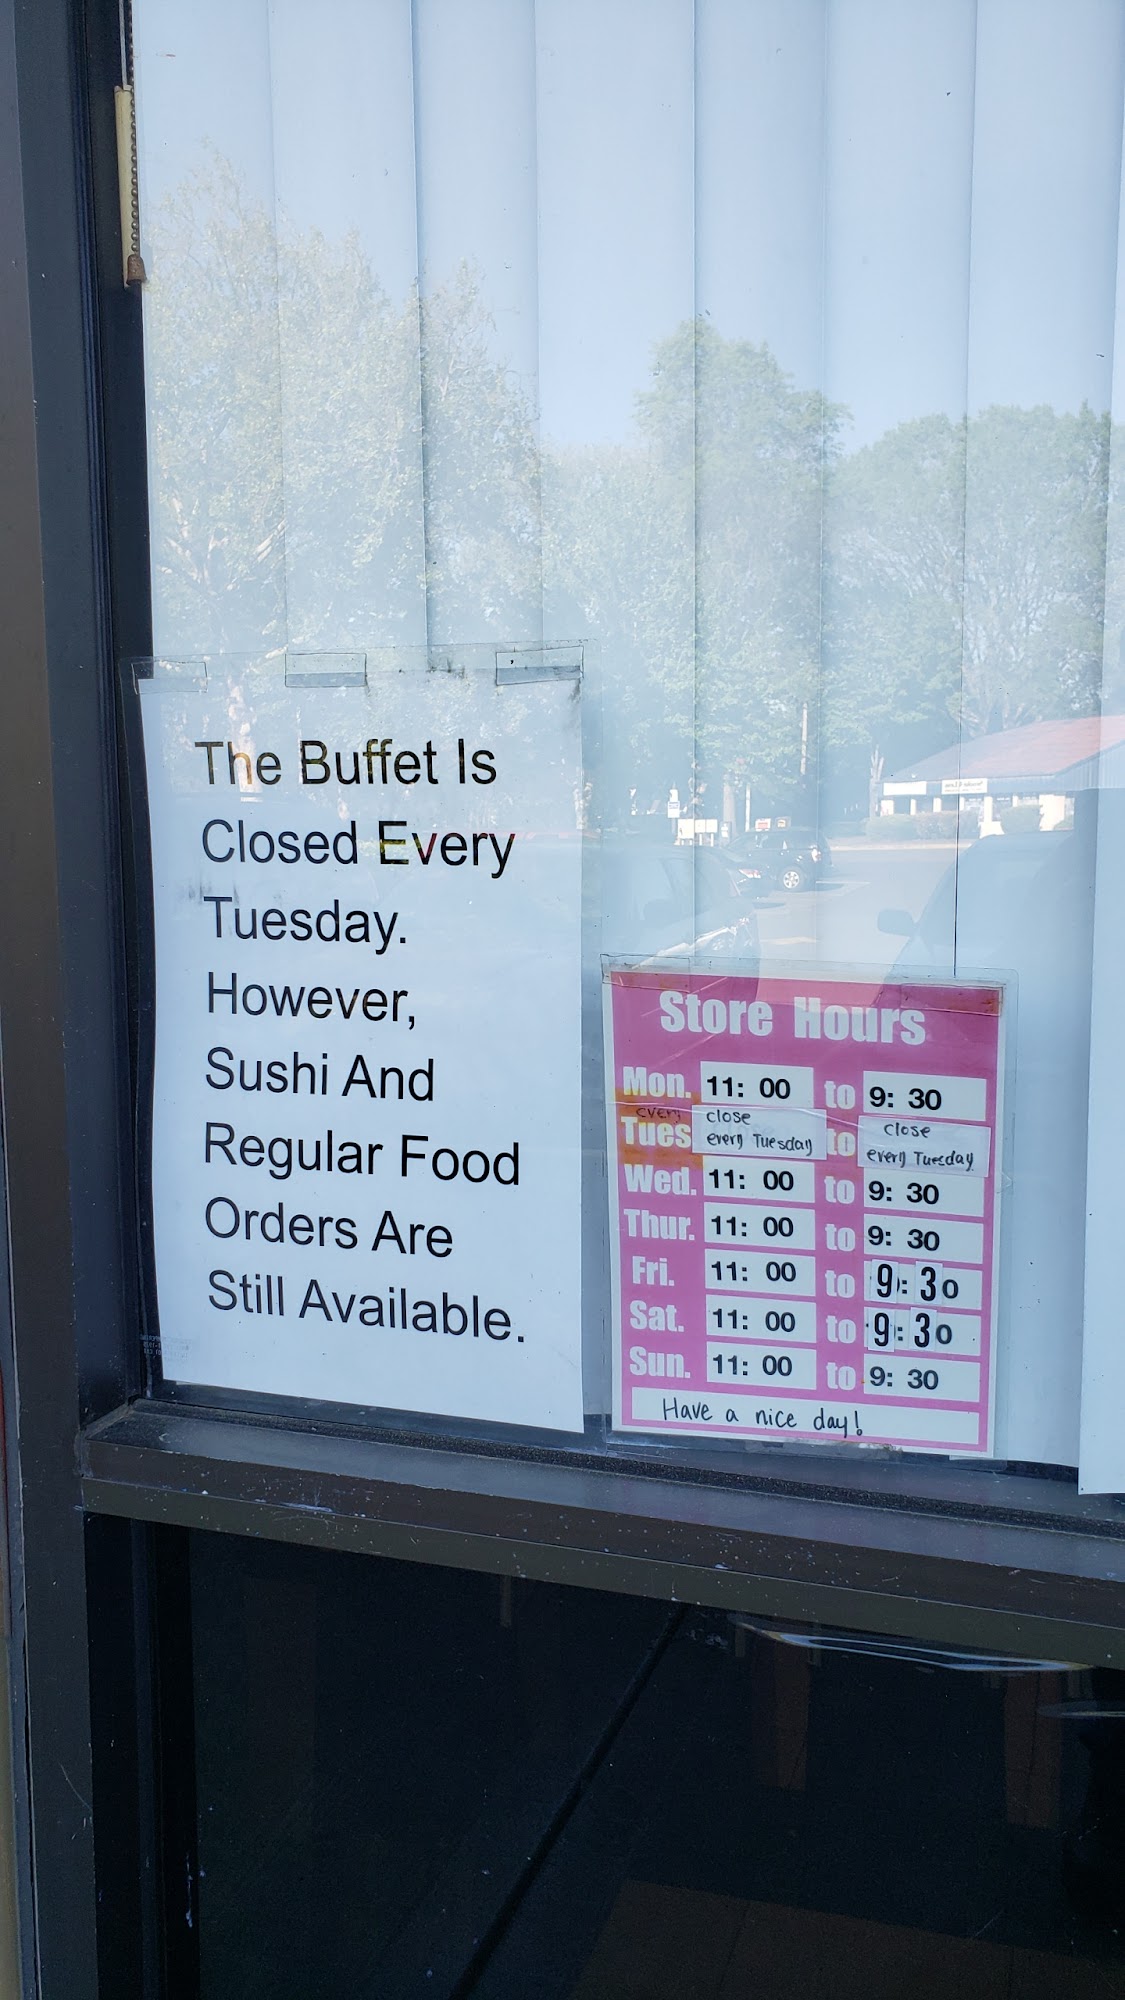 The Buffet Is
Closed Every
Tuesday.
However,
Sushi And
Regular Food
Orders Are
Still Available.
Store Hours
Mon. 11: 00 to 9: 30
every
Tues close every Tuesday to close every Tuesday
Wed. 11: 00 to 9: 30
Thur. 11: 00 to 9: 30
Fri. 11: 00 to 9: 30
Sat. 11: 00 to 9: 30
Sun. 11: 00 to 9: 30
Have a nice day!